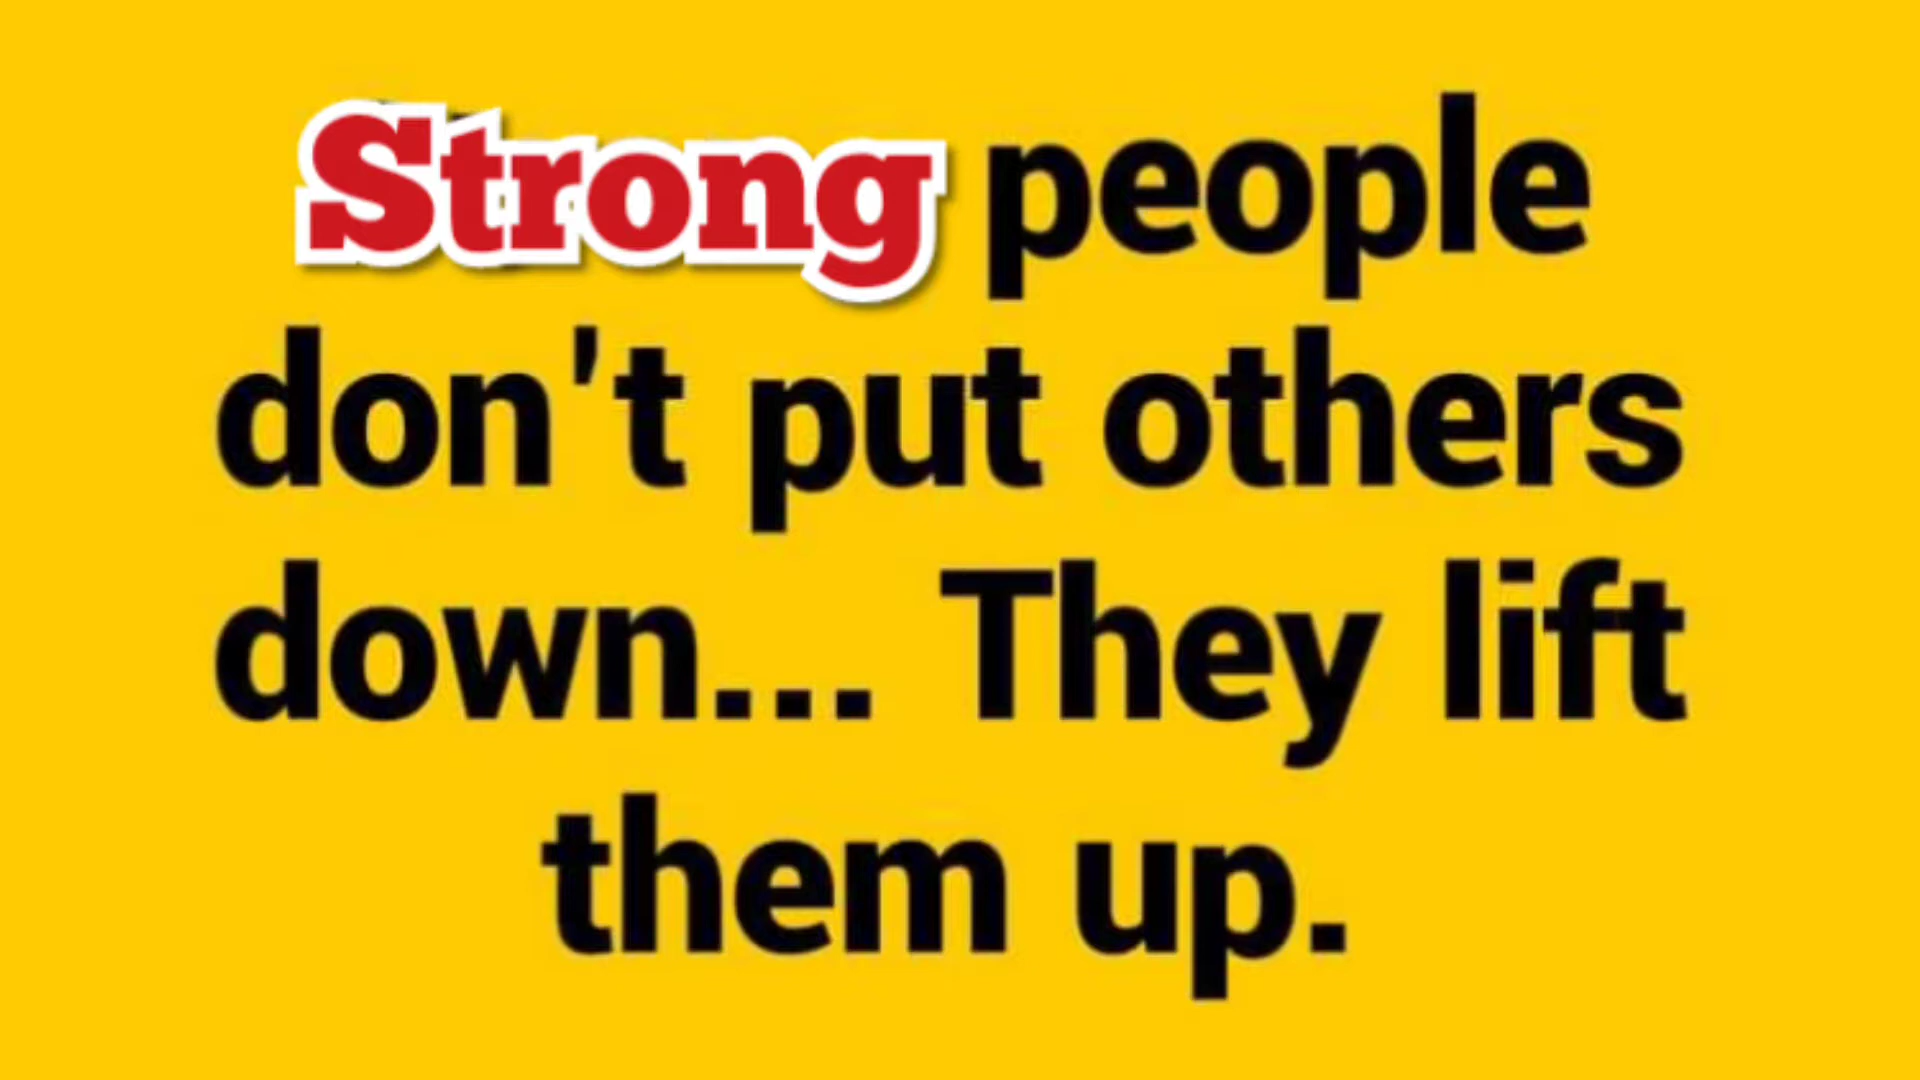 Strong people
don't put others
down... They lift
them up.